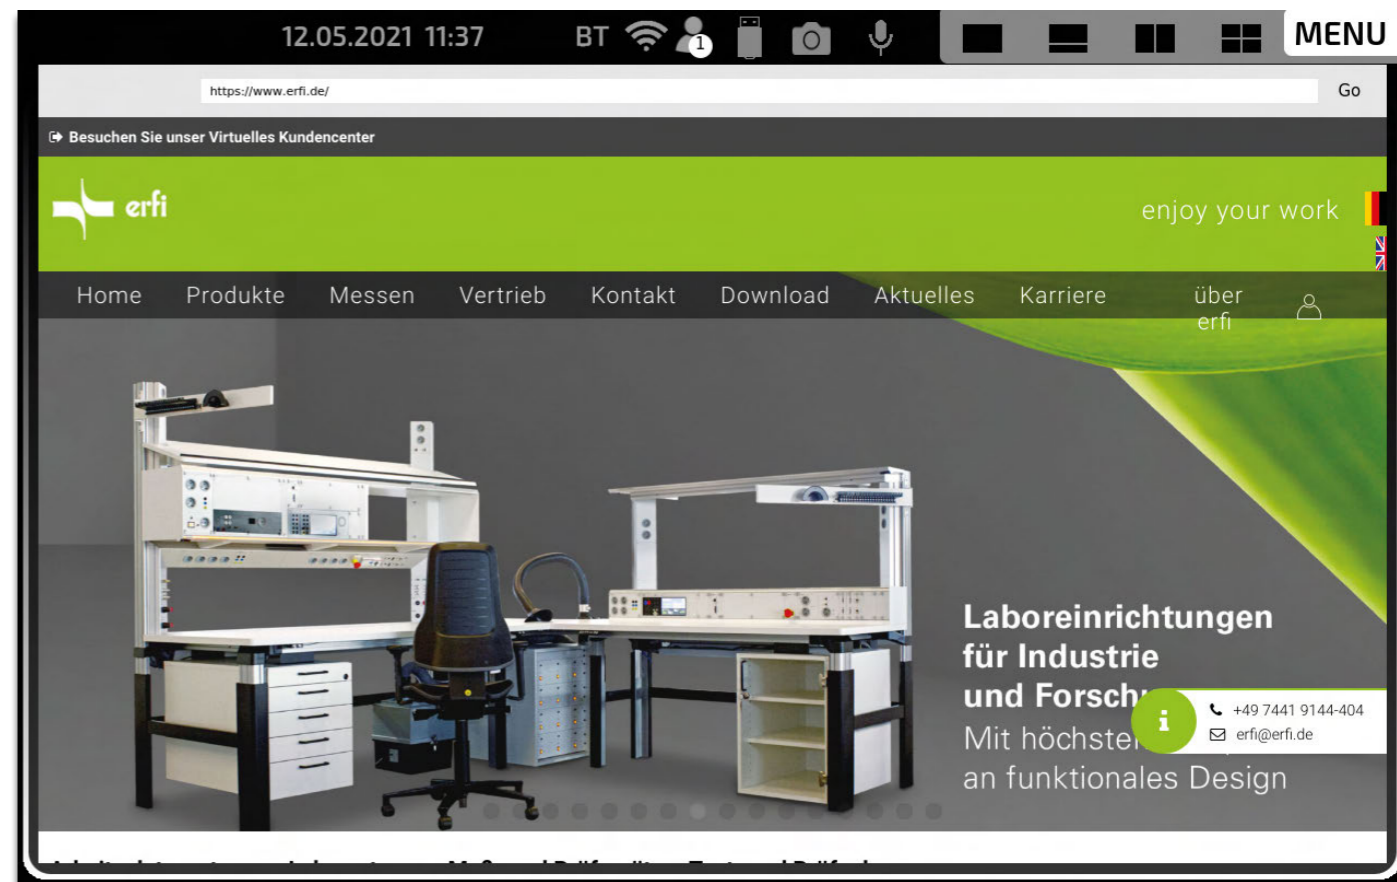 12.05.2021 11:37 BT 1 MENU
https://www.erfi.de/ Go
Besuchen Sie unser Virtuelles Kundencenter
erfi
enjoy your work
Home Produkte Messen Vertrieb Kontakt Download Aktuelles Karriere über
erfi
Laboreinrichtungen
für Industrie
und Forschu
Mit höchste
an funktionales Design
i
+49 7441 9144-404
erfi@erfi.de